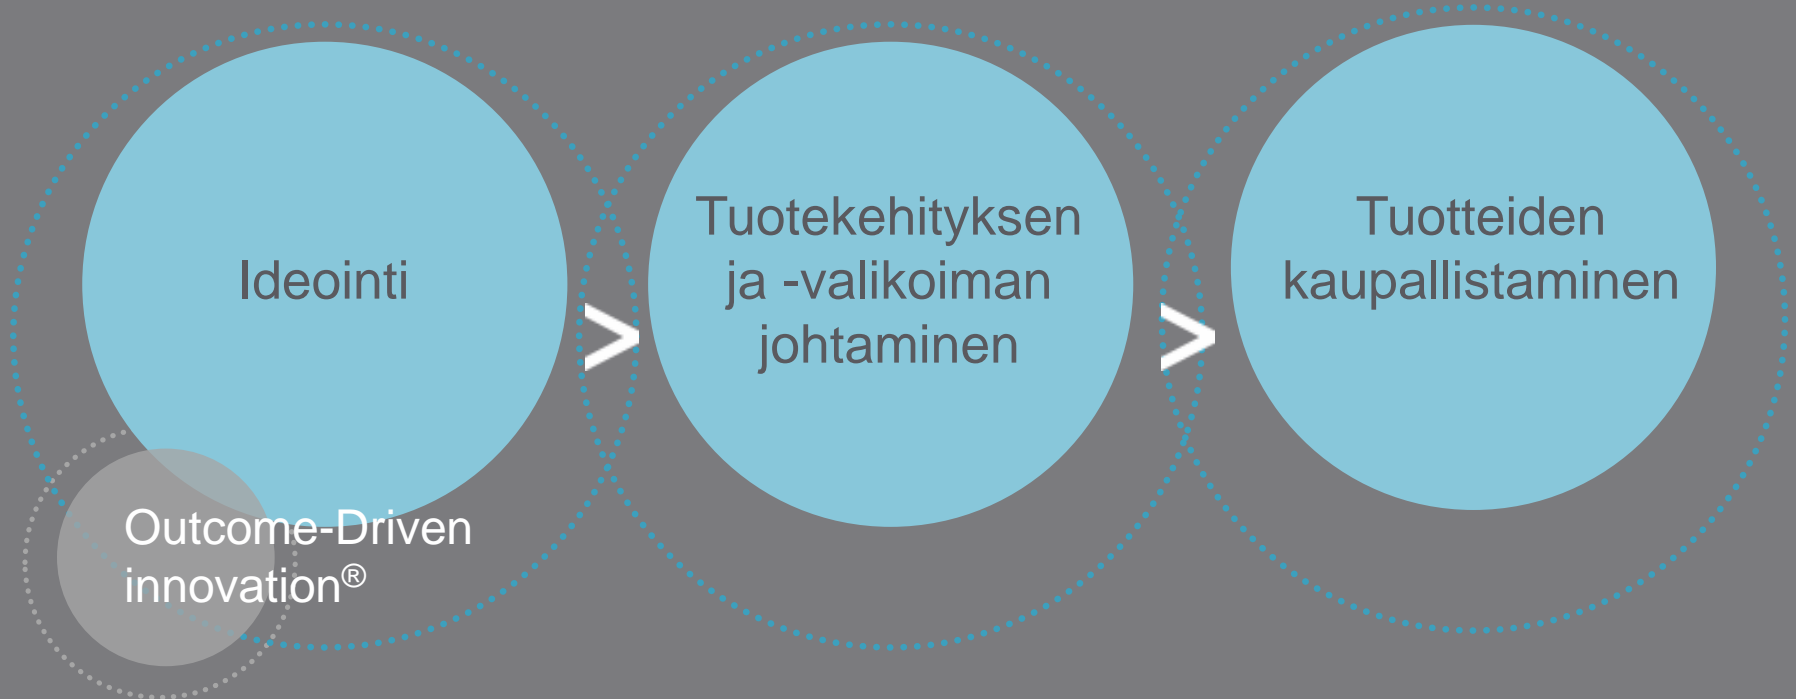 Ideointi
>
Tuotekehityksen
ja -valikoiman
johtaminen
>
Tuotteiden
kaupallistaminen
Outcome-Driven
innovation®